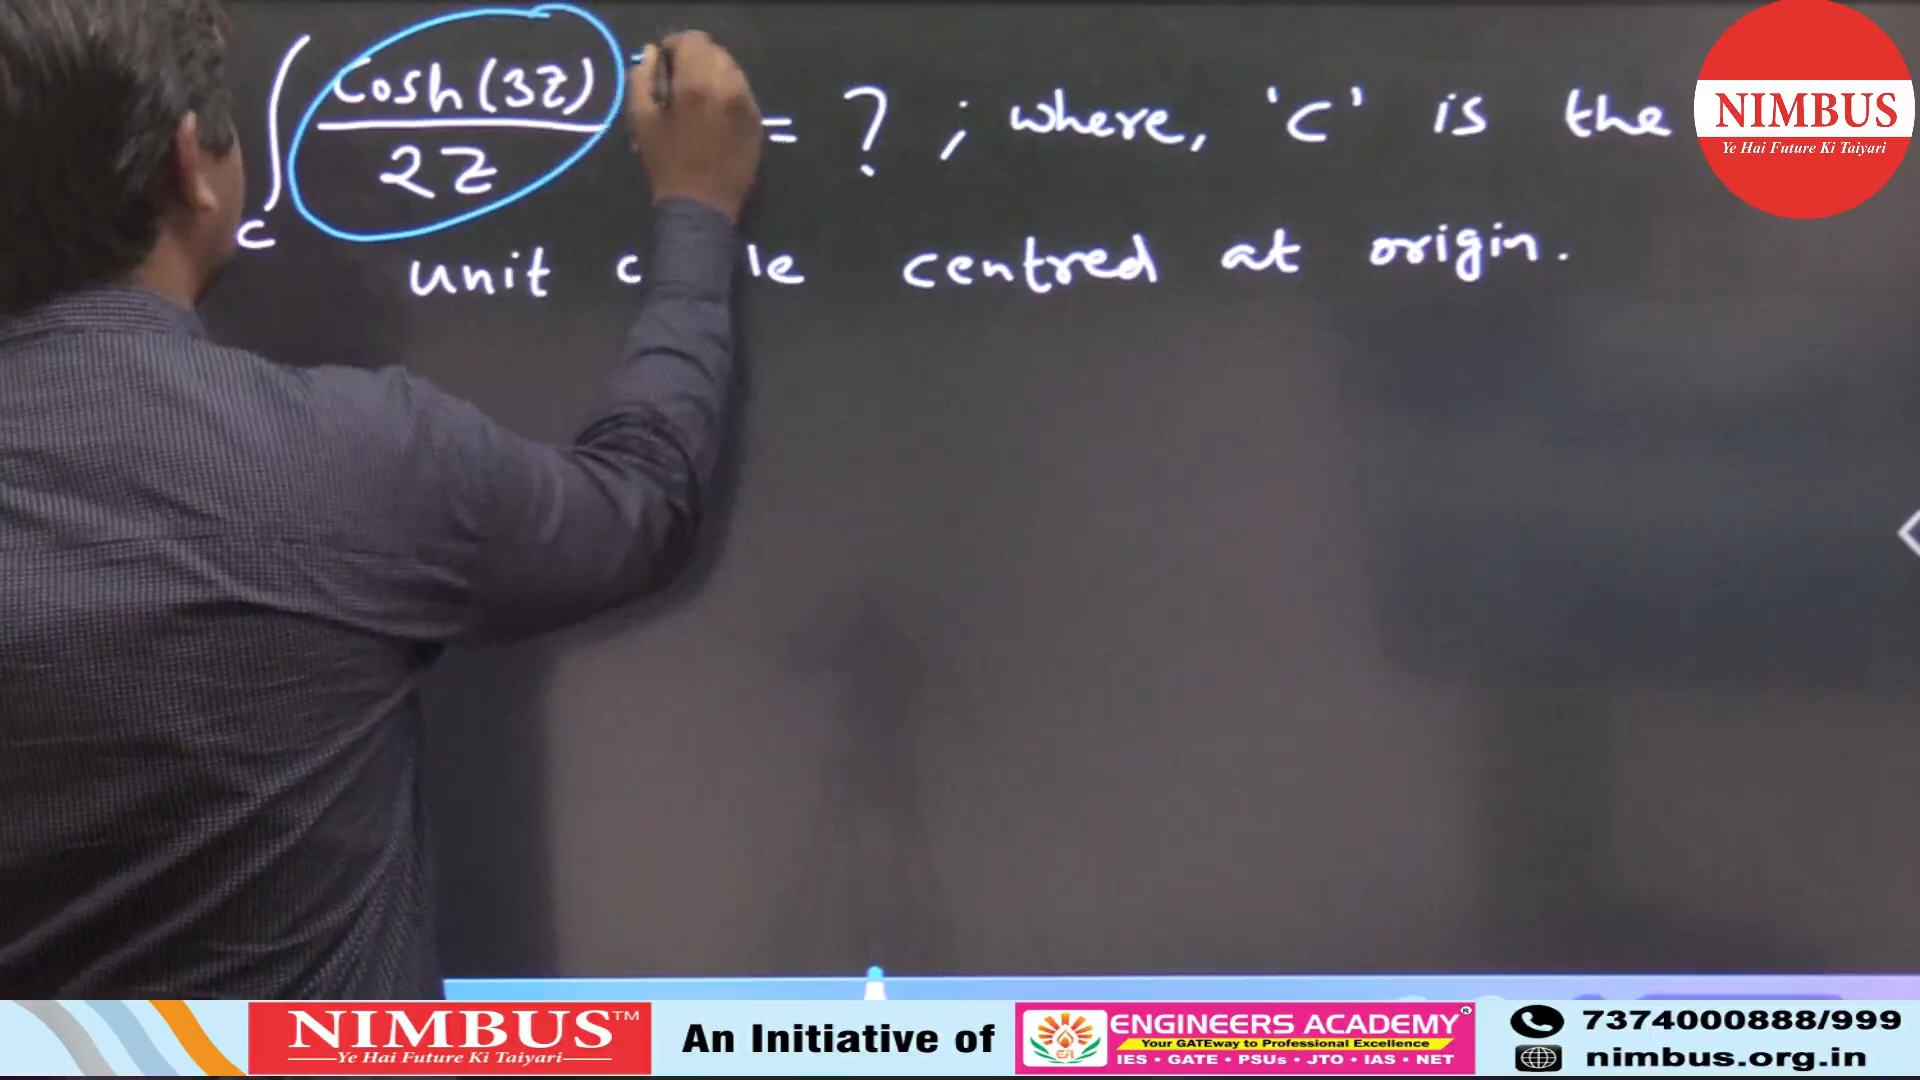 ∫ Cosh(3Z) = ? ; where, 'c' is the
2Z
c
unit centred at origin.
NIMBUS
Ye Hai Future Ki Taiyari
NIMBUS™
Ye Hai Future Ki Taiyari
An Initiative of
ENGINEERS ACADEMY®
Your GATEway to Professional Excellence
IES • GATE • PSUs • JTO • IAS • NET
7374000888/999
nimbus.org.in